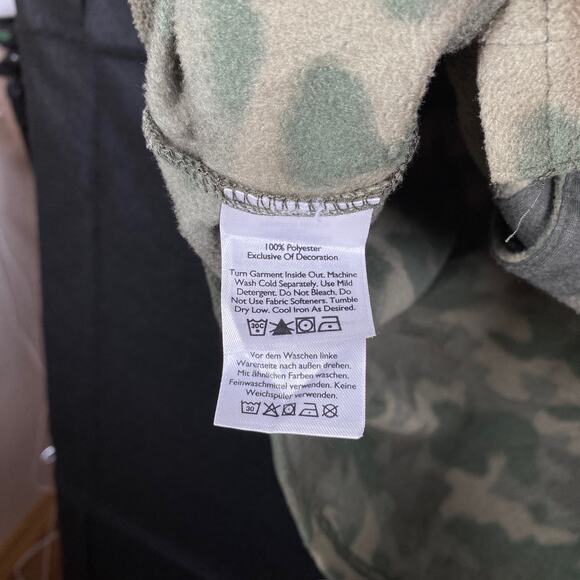 100% Polyester
Exclusive Of Decoration
Turn Garment Inside Out. Machine
Wash Cold Separately. Use Mild
Detergent. Do Not Bleach. Do
Not Use Fabric Softeners. Tumble
Dry Low. Cool Iron As Desired.
30C
Vor dem Waschen linke
Warenseite nach außen drehen.
Mit ähnlichen Farben waschen.
Feinwaschmittel verwenden. Keine
Weichspüler verwenden.
30